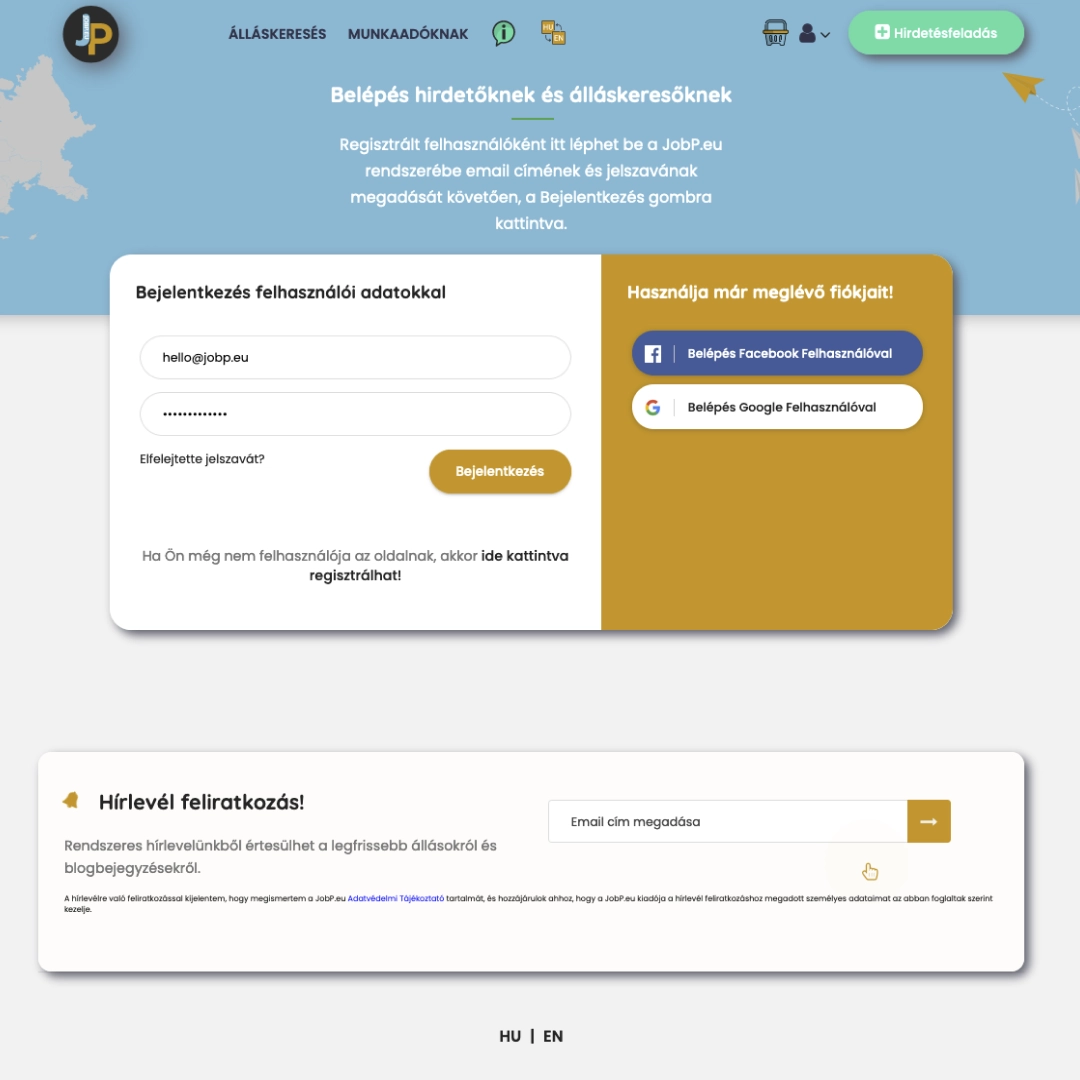 JP
ÁLLÁSKERESÉS MUNKAADÓKNAK
HU
EN
Hirdetésfeladás
Belépés hirdetőknek és álláskeresőknek
Regisztrált felhasználóként itt léphet be a JobP.eu
rendszerébe email címének és jelszavának
megadását követően, a Bejelentkezés gombra
kattintva.
Bejelentkezés felhasználói adatokkal
hello@jobp.eu
•••••••••••••
Elfelejtette jelszavát?
Bejelentkezés
Ha Ön még nem felhasználója az oldalnak, akkor ide kattintva
regisztrálhat!
Használja már meglévő fiókjait!
Belépés Facebook Felhasználóval
Belépés Google Felhasználóval
Hírlevél feliratkozás!
Rendszeres hírlevelünkből értesülhet a legfrissebb állásokról és
blogbejegyzésekről.
Email cím megadása
A hírlevélre való feliratkozással kijelentem, hogy megismertem a JobP.eu Adatvédelmi Tájékoztató tartalmát, és hozzájárulok ahhoz, hogy a JobP.eu kiadója a hírlevél feliratkozáshoz megadott személyes adataimat az abban foglaltak szerint
kezelje.
HU | EN